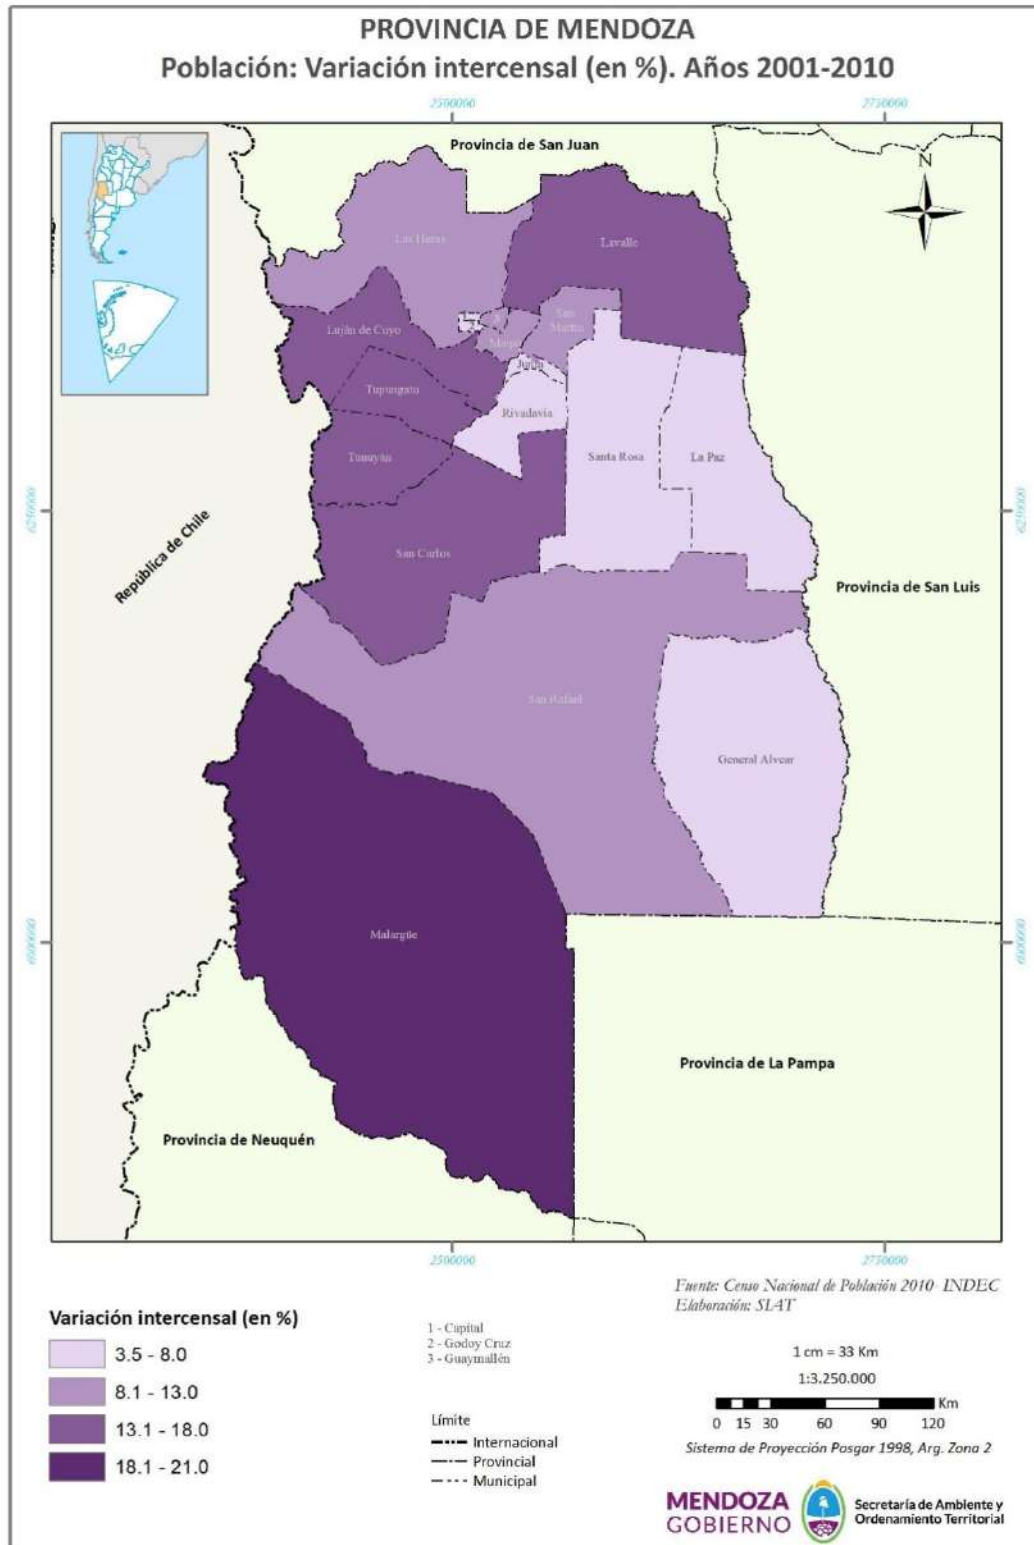 PROVINCIA DE MENDOZA
Población: Variación intercensal (en %). Años 2001-2010
2500000
2750000
Provincia de San Juan
N
Las Heras
Lavalle
San
Martín
3
Maipú
Luján de Cuyo
Junín
Tupungato
Rivadavia
Tunuyán
Santa Rosa
La Paz
6250000
6250000
República de Chile
San Carlos
Provincia de San Luis
San Rafael
General Alvear
Malargüe
6000000
6000000
Provincia de La Pampa
Provincia de Neuquén
2500000
2750000
Fuente: Censo Nacional de Población 2010 INDEC
Elaboración: SLAT
Variación intercensal (en %)
3.5 - 8.0
8.1 - 13.0
13.1 - 18.0
18.1 - 21.0
1 - Capital
2 - Godoy Cruz
3 - Guaymallén
Límite
Internacional
Provincial
Municipal
1 cm = 33 Km
1:3.250.000
Km
0 15 30 60 90 120
Sistema de Proyección Posgar 1998, Arg. Zona 2
MENDOZA
GOBIERNO
Secretaría de Ambiente y
Ordenamiento Territorial